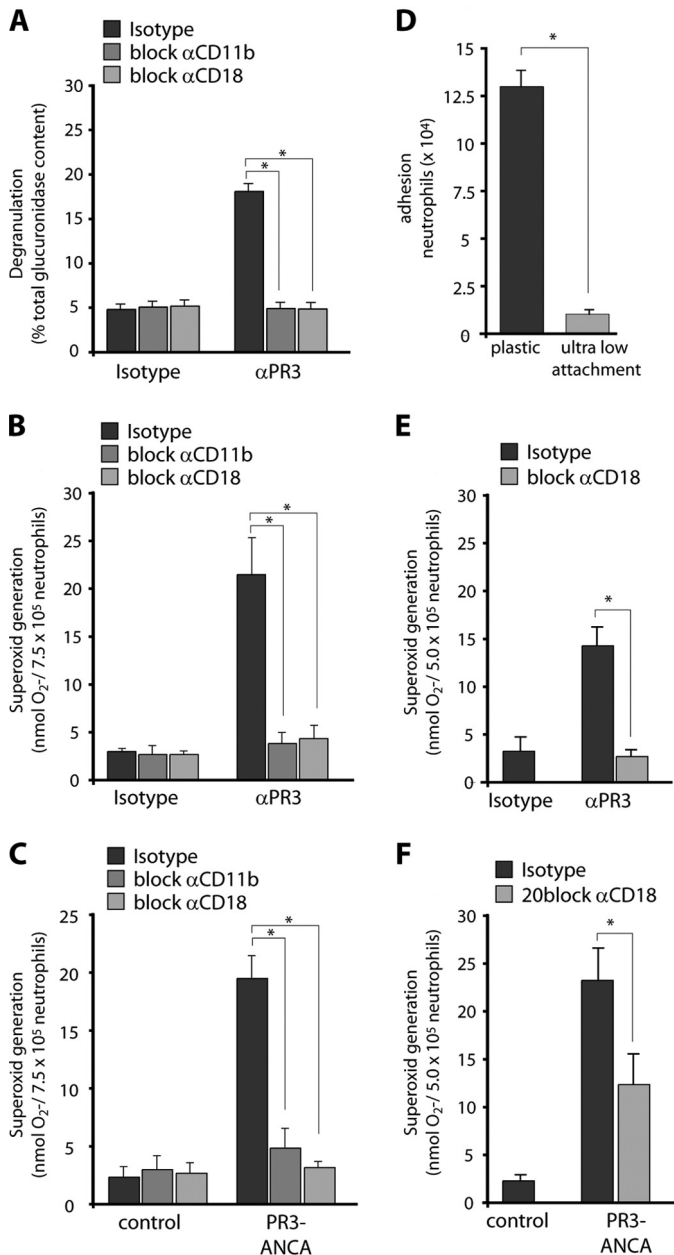 A
Isotype
block αCD11b
block αCD18
Degranulation
(% total glucuronidase content)
30
25
20
15
10
5
0
*
*
Isotype
αPR3
B
Isotype
block αCD11b
block αCD18
Superoxid generation
(nmol O₂-/ 7.5 x 10⁵ neutrophils)
30
25
20
15
10
5
0
*
*
Isotype
αPR3
C
Isotype
block αCD11b
block αCD18
Superoxid generation
(nmol O₂-/ 7.5 x 10⁵ neutrophils)
25
20
15
10
5
0
*
*
control
PR3-
ANCA
D
adhesion
neutrophils (x 10⁴)
15
12.5
7.5
5
2.5
0
*
plastic
ultra low
attachment
E
Isotype
block αCD18
Superoxid generation
(nmol O₂-/ 5.0 x 10⁵ neutrophils)
30
25
20
15
10
5
0
*
Isotype
αPR3
F
Isotype
20block αCD18
Superoxid generation
(nmol O₂-/ 5.0 x 10⁵ neutrophils)
30
25
20
15
10
5
0
*
Isotype
PR3-
ANCA